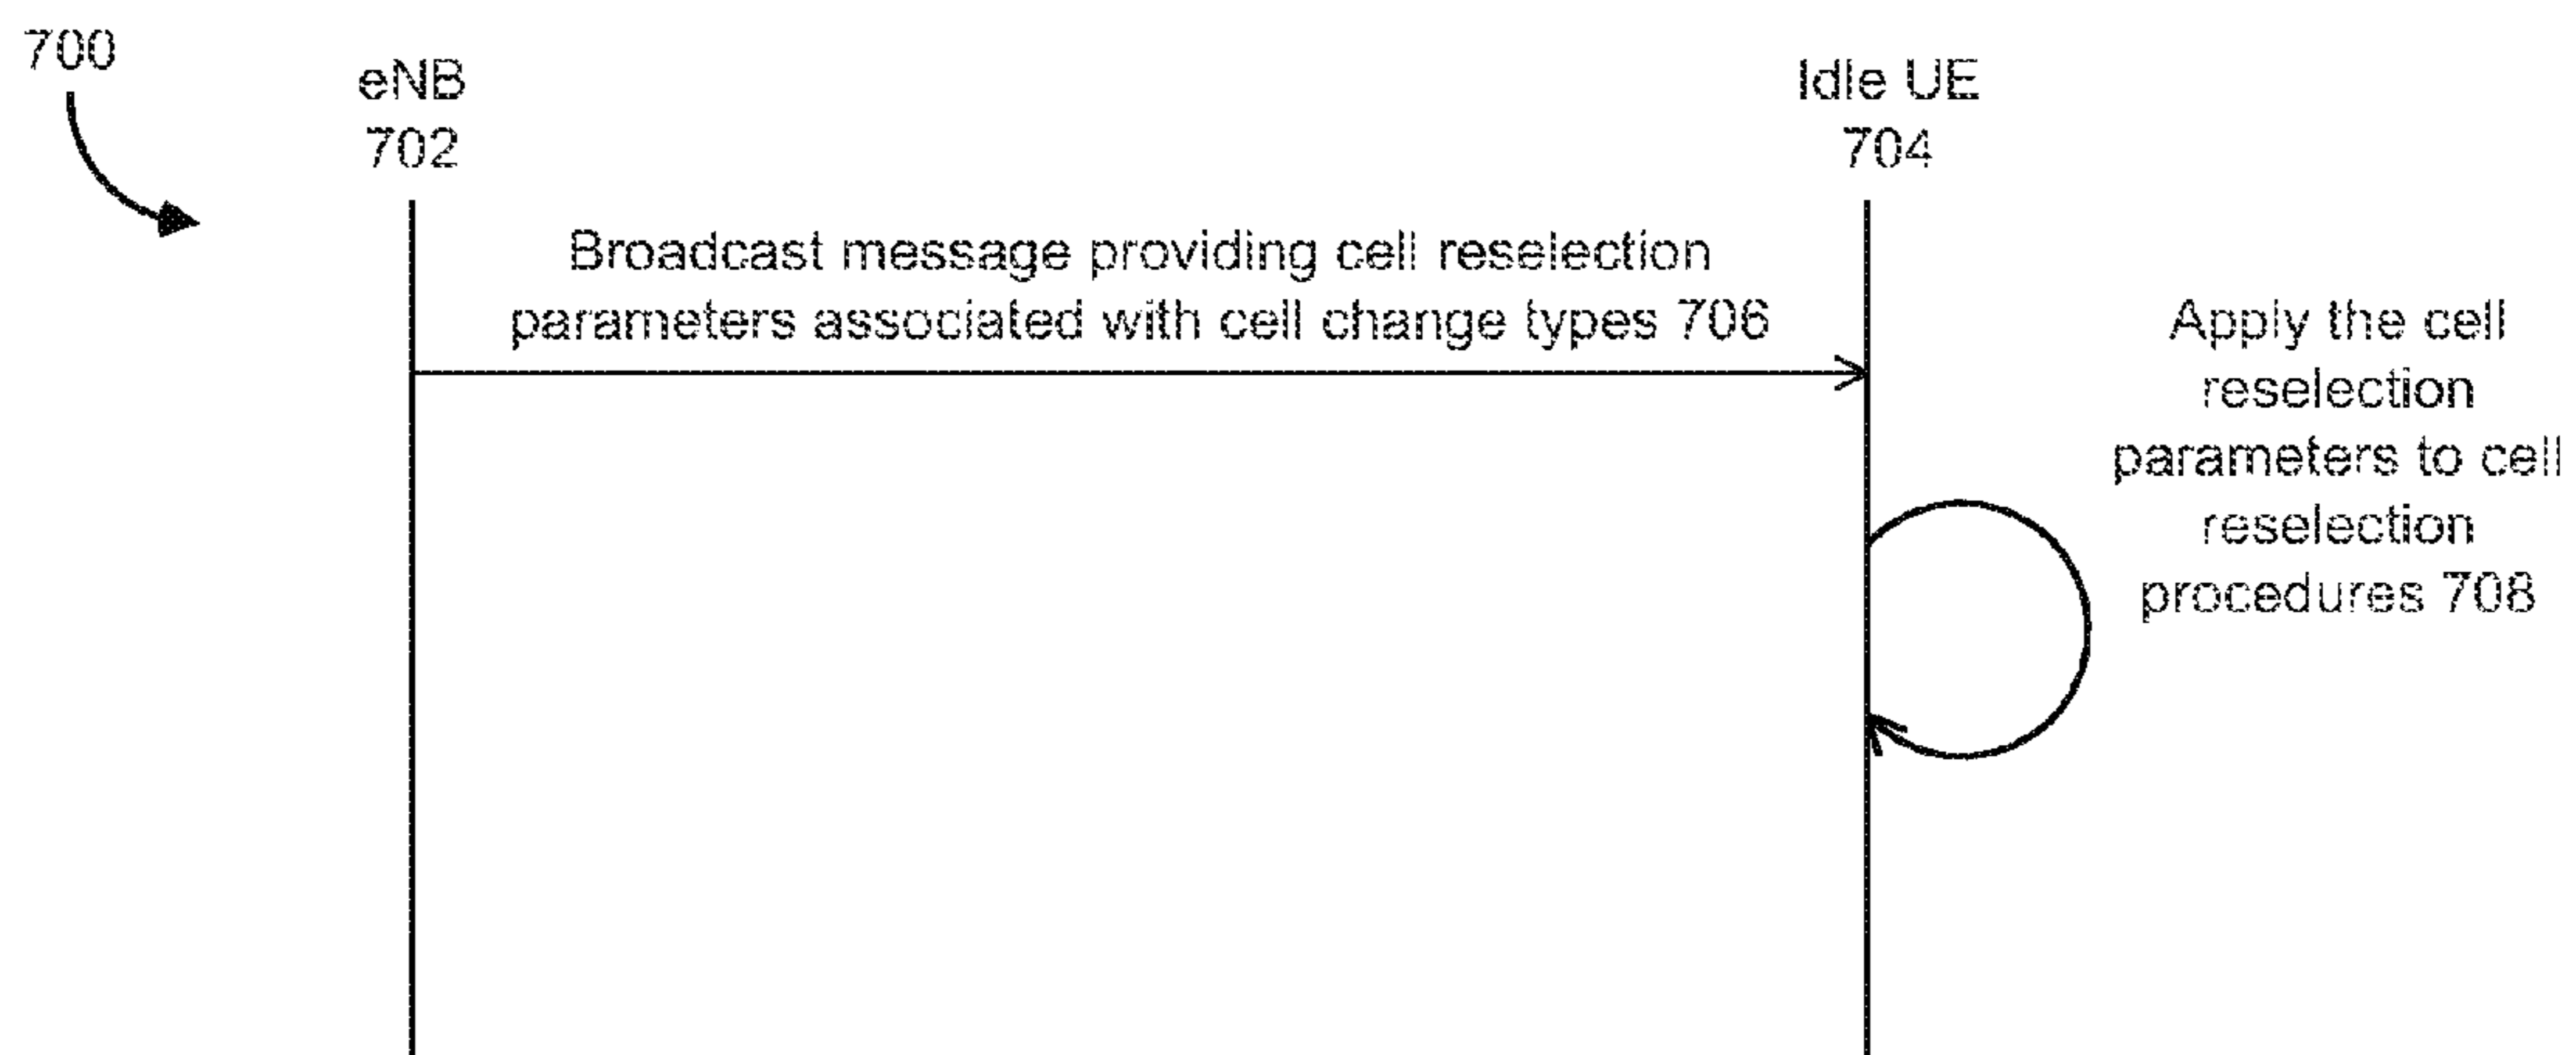 700
eNB
702
Idle UE
704
Broadcast message providing cell reselection
parameters associated with cell change types 706
Apply the cell
reselection
parameters to cell
reselection
procedures 708